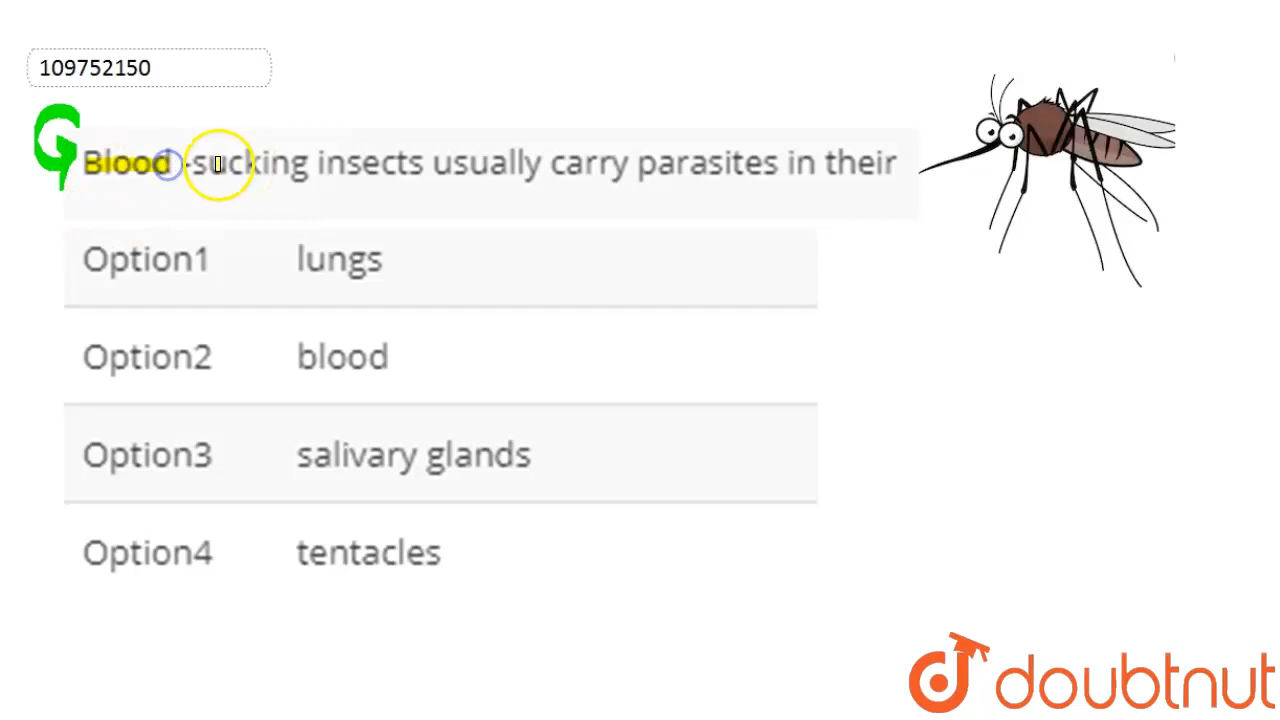 109752150
Blood -sucking insects usually carry parasites in their
Option1 lungs
Option2 blood
Option3 salivary glands
Option4 tentacles
doubtnut